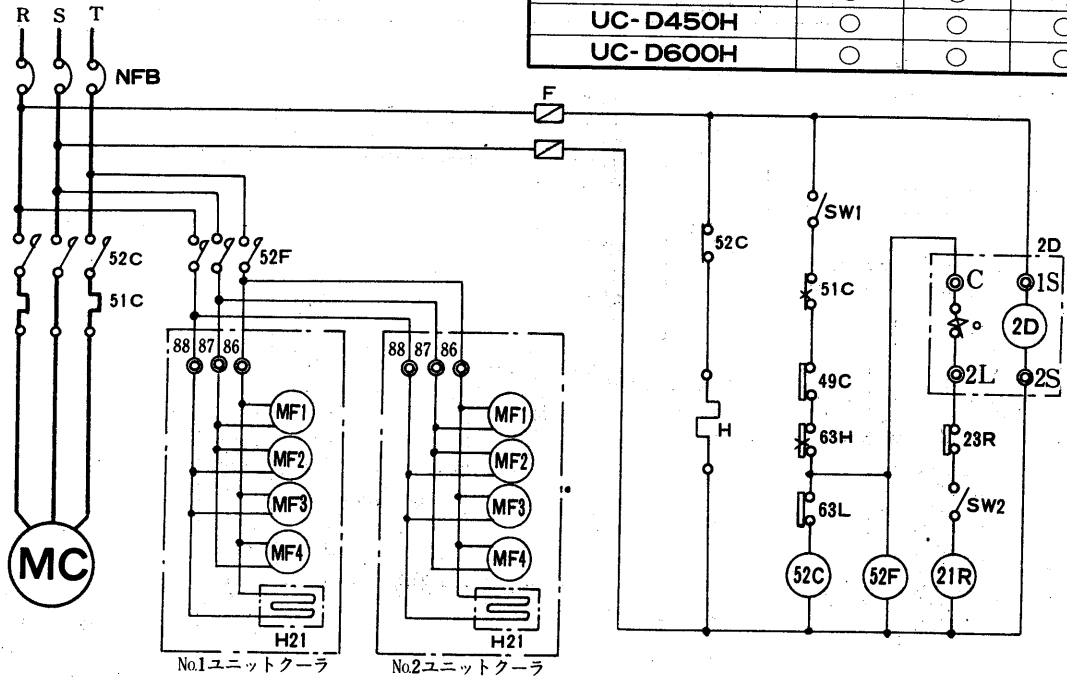 R S T
NFB
UC-D450H ○ ○ ○
UC-D600H ○ ○ ○
F
52C
51C
52F
88 87 86
MF1
MF2
MF3
MF4
H21
No.1ユニットクーラ
88 87 86
MF1
MF2
MF3
MF4
H21
No.2ユニットクーラ
MC
52C
H
SW1
51C
49C
63H
63L
52C
52F
21R
2D
C
1S
2D
2L
2S
23R
SW2